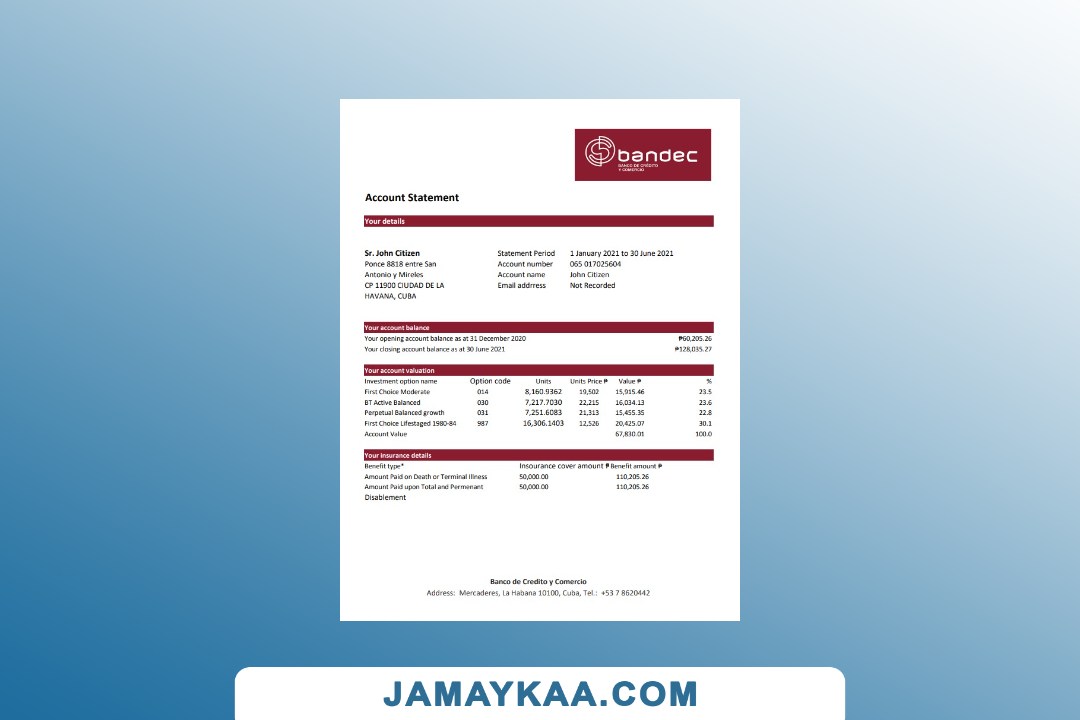 bandec
BANCO DE CRÉDITO
Y COMERCIO
Account Statement
Your details
Sr. John Citizen
Ponce 8818 entre San
Antonio y Mireles
CP 11900 CIUDAD DE LA
HAVANA, CUBA
Statement Period 1 January 2021 to 30 June 2021
Account number 065 017025604
Account name John Citizen
Email addrress Not Recorded
Your account balance
Your opening account balance as at 31 December 2020 ₱60,205.26
Your closing account balance as at 30 June 2021 ₱128,035.27
Your account valuation
Investment option name Option code Units Units Price ₱ Value ₱ %
First Choice Moderate 014 8,160.9362 19,502 15,915.46 23.5
BT Active Balanced 030 7,217.7030 22,215 16,034.13 23.6
Perpetual Balanced growth 031 7,251.6083 21,313 15,455.35 22.8
First Choice Lifestaged 1980-84 987 16,306.1403 12,526 20,425.07 30.1
Account Value 67,830.01 100.0
Your insurance details
Benefit type* Insourance cover amount ₱ Benefit amount ₱
Amount Paid on Death or Terminal Illness 50,000.00 110,205.26
Amount Paid upon Total and Permenant 50,000.00 110,205.26
Disablement
Banco de Credito y Comercio
Address: Mercaderes, La Habana 10100, Cuba, Tel.: +53 7 8620442
JAMAYKAA.COM